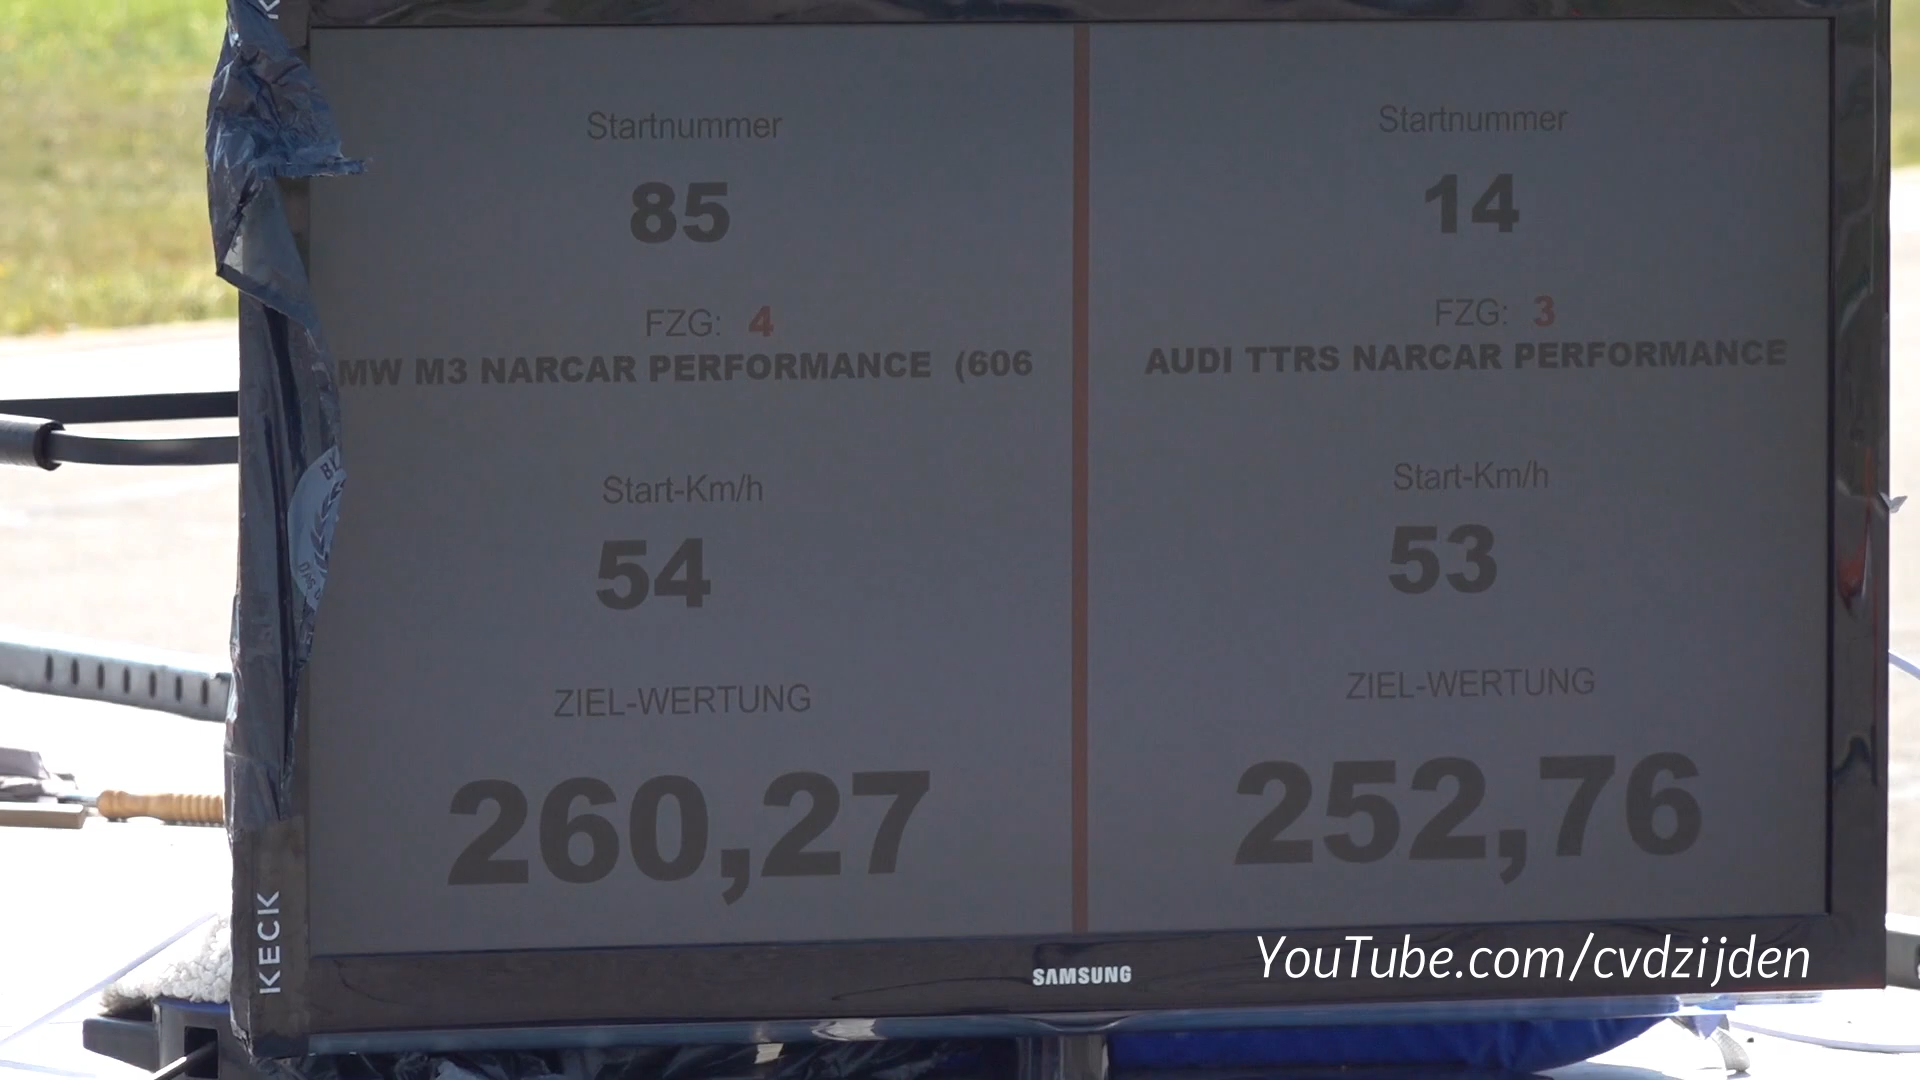 Startnummer
85
FZG: 4
MW M3 NARCAR PERFORMANCE (606
Start-Km/h
54
ZIEL-WERTUNG
260,27
Startnummer
14
FZG: 3
AUDI TTRS NARCAR PERFORMANCE
Start-Km/h
53
ZIEL-WERTUNG
252,76
KECK
SAMSUNG
YouTube.com/cvdzijden